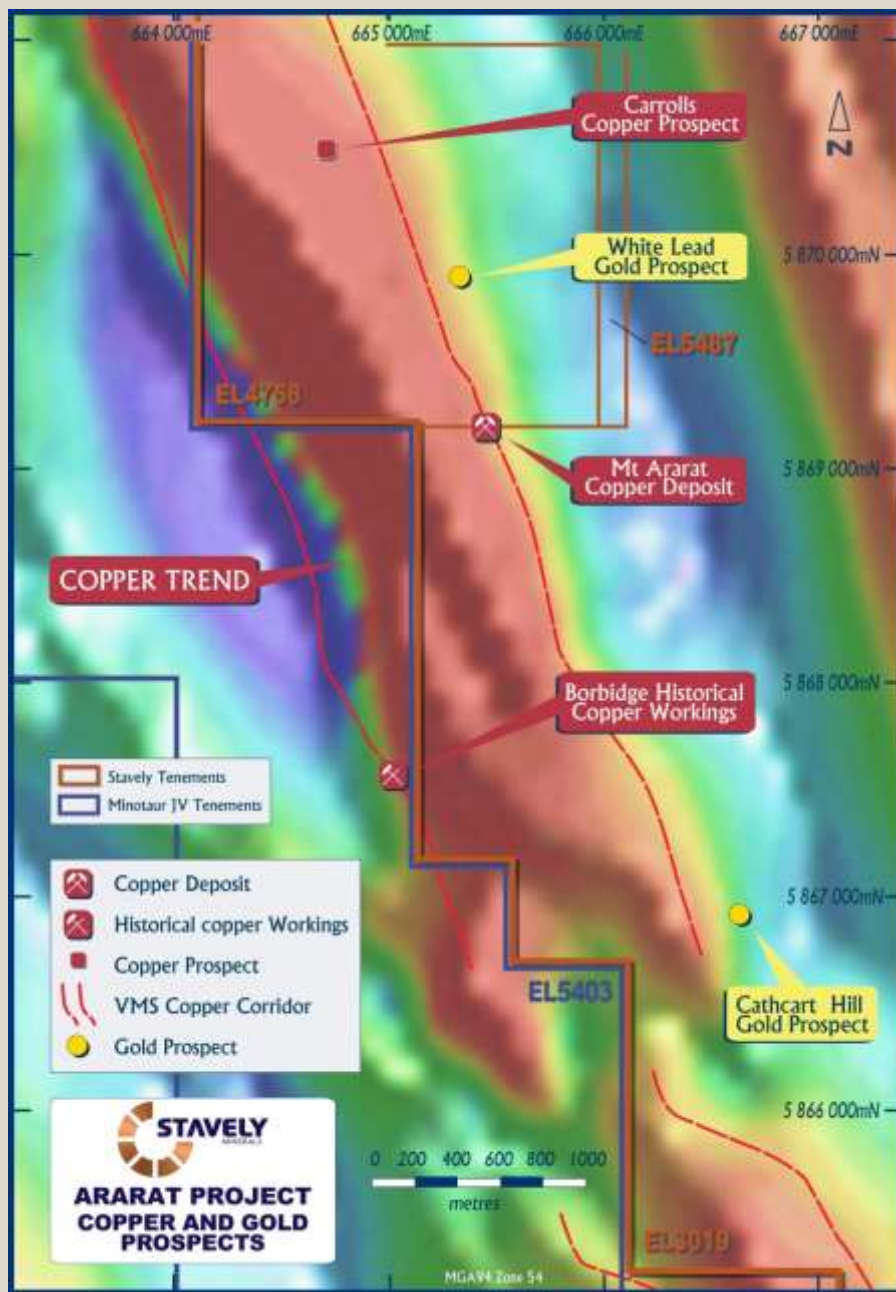 664 000mE
665 000mE
666 000mE
667 000mE
Carrolls
Copper Prospect
N
White Lead
Gold Prospect
5 870 000mN
EL5487
EL4758
Mt Ararat
Copper Deposit
5 869 000mN
COPPER TREND
Borbidge Historical
Copper Workings
5 868 000mN
Stavely Tenements
Minotaur JV Tenements
Copper Deposit
Historical copper Workings
Copper Prospect
VMS Copper Corridor
Gold Prospect
5 867 000mN
EL5403
Cathcart Hill
Gold Prospect
5 866 000mN
STAVELY
MINERALS
ARARAT PROJECT
COPPER AND GOLD
PROSPECTS
0 200 400 600 800 1000
metres
EL3019
MGA94 Zone 54